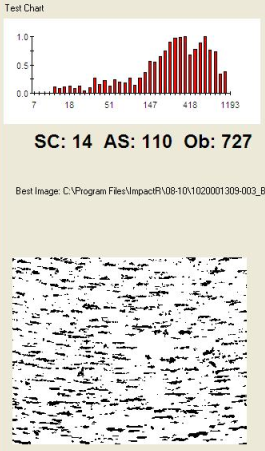 Test Chart
1.0
0.5
0.0
7 18 51 147 418 1193
SC: 14 AS: 110 Ob: 727
Best Image: C:\Program Files\ImpactR\08-10\1020001309-003_B